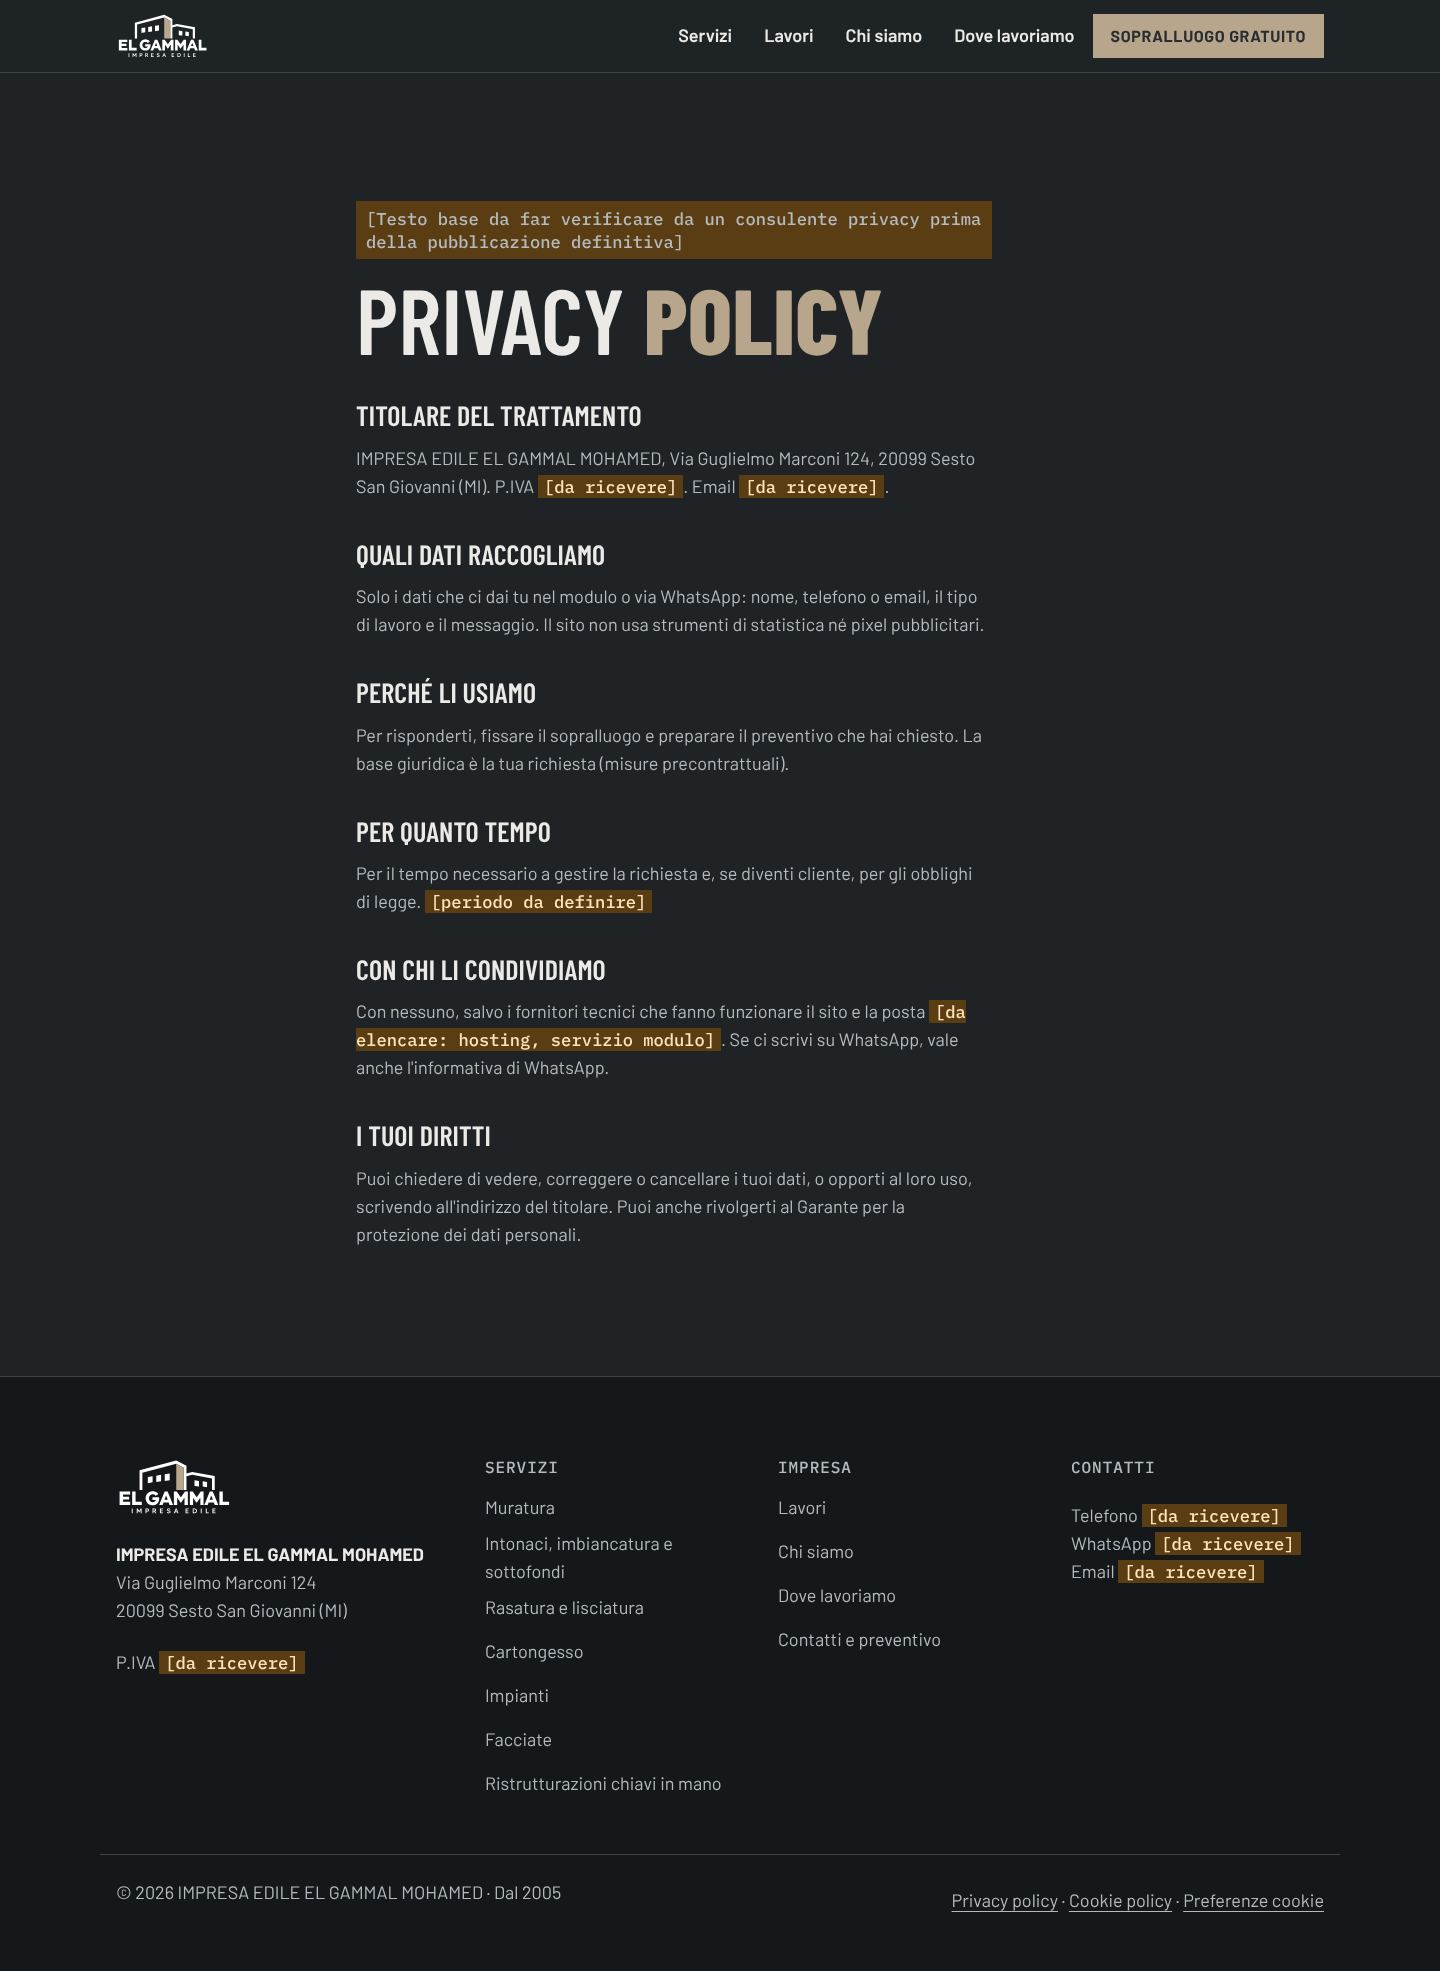 EL GAMMAL
IMPRESA EDILE
Servizi
Lavori
Chi siamo
Dove lavoriamo
SOPRALLUOGO GRATUITO
[Testo base da far verificare da un consulente privacy prima
della pubblicazione definitiva]
PRIVACY POLICY
TITOLARE DEL TRATTAMENTO
IMPRESA EDILE EL GAMMAL MOHAMED, Via Guglielmo Marconi 124, 20099 Sesto
San Giovanni (MI). P.IVA [da ricevere]. Email [da ricevere].
QUALI DATI RACCOGLIAMO
Solo i dati che ci dai tu nel modulo o via WhatsApp: nome, telefono o email, il tipo
di lavoro e il messaggio. Il sito non usa strumenti di statistica né pixel pubblicitari.
PERCHÉ LI USIAMO
Per risponderti, fissare il sopralluogo e preparare il preventivo che hai chiesto. La
base giuridica è la tua richiesta (misure precontrattuali).
PER QUANTO TEMPO
Per il tempo necessario a gestire la richiesta e, se diventi cliente, per gli obblighi
di legge. [periodo da definire]
CON CHI LI CONDIVIDIAMO
Con nessuno, salvo i fornitori tecnici che fanno funzionare il sito e la posta [da
elencare: hosting, servizio modulo]. Se ci scrivi su WhatsApp, vale
anche l'informativa di WhatsApp.
I TUOI DIRITTI
Puoi chiedere di vedere, correggere o cancellare i tuoi dati, o opporti al loro uso,
scrivendo all'indirizzo del titolare. Puoi anche rivolgerti al Garante per la
protezione dei dati personali.
EL GAMMAL
IMPRESA EDILE
IMPRESA EDILE EL GAMMAL MOHAMED
Via Guglielmo Marconi 124
20099 Sesto San Giovanni (MI)
P.IVA [da ricevere]
SERVIZI
Muratura
Intonaci, imbiancatura e
sottofondi
Rasatura e lisciatura
Cartongesso
Impianti
Facciate
Ristrutturazioni chiavi in mano
IMPRESA
Lavori
Chi siamo
Dove lavoriamo
Contatti e preventivo
CONTATTI
Telefono [da ricevere]
WhatsApp [da ricevere]
Email [da ricevere]
© 2026 IMPRESA EDILE EL GAMMAL MOHAMED · Dal 2005
Privacy policy · Cookie policy · Preferenze cookie